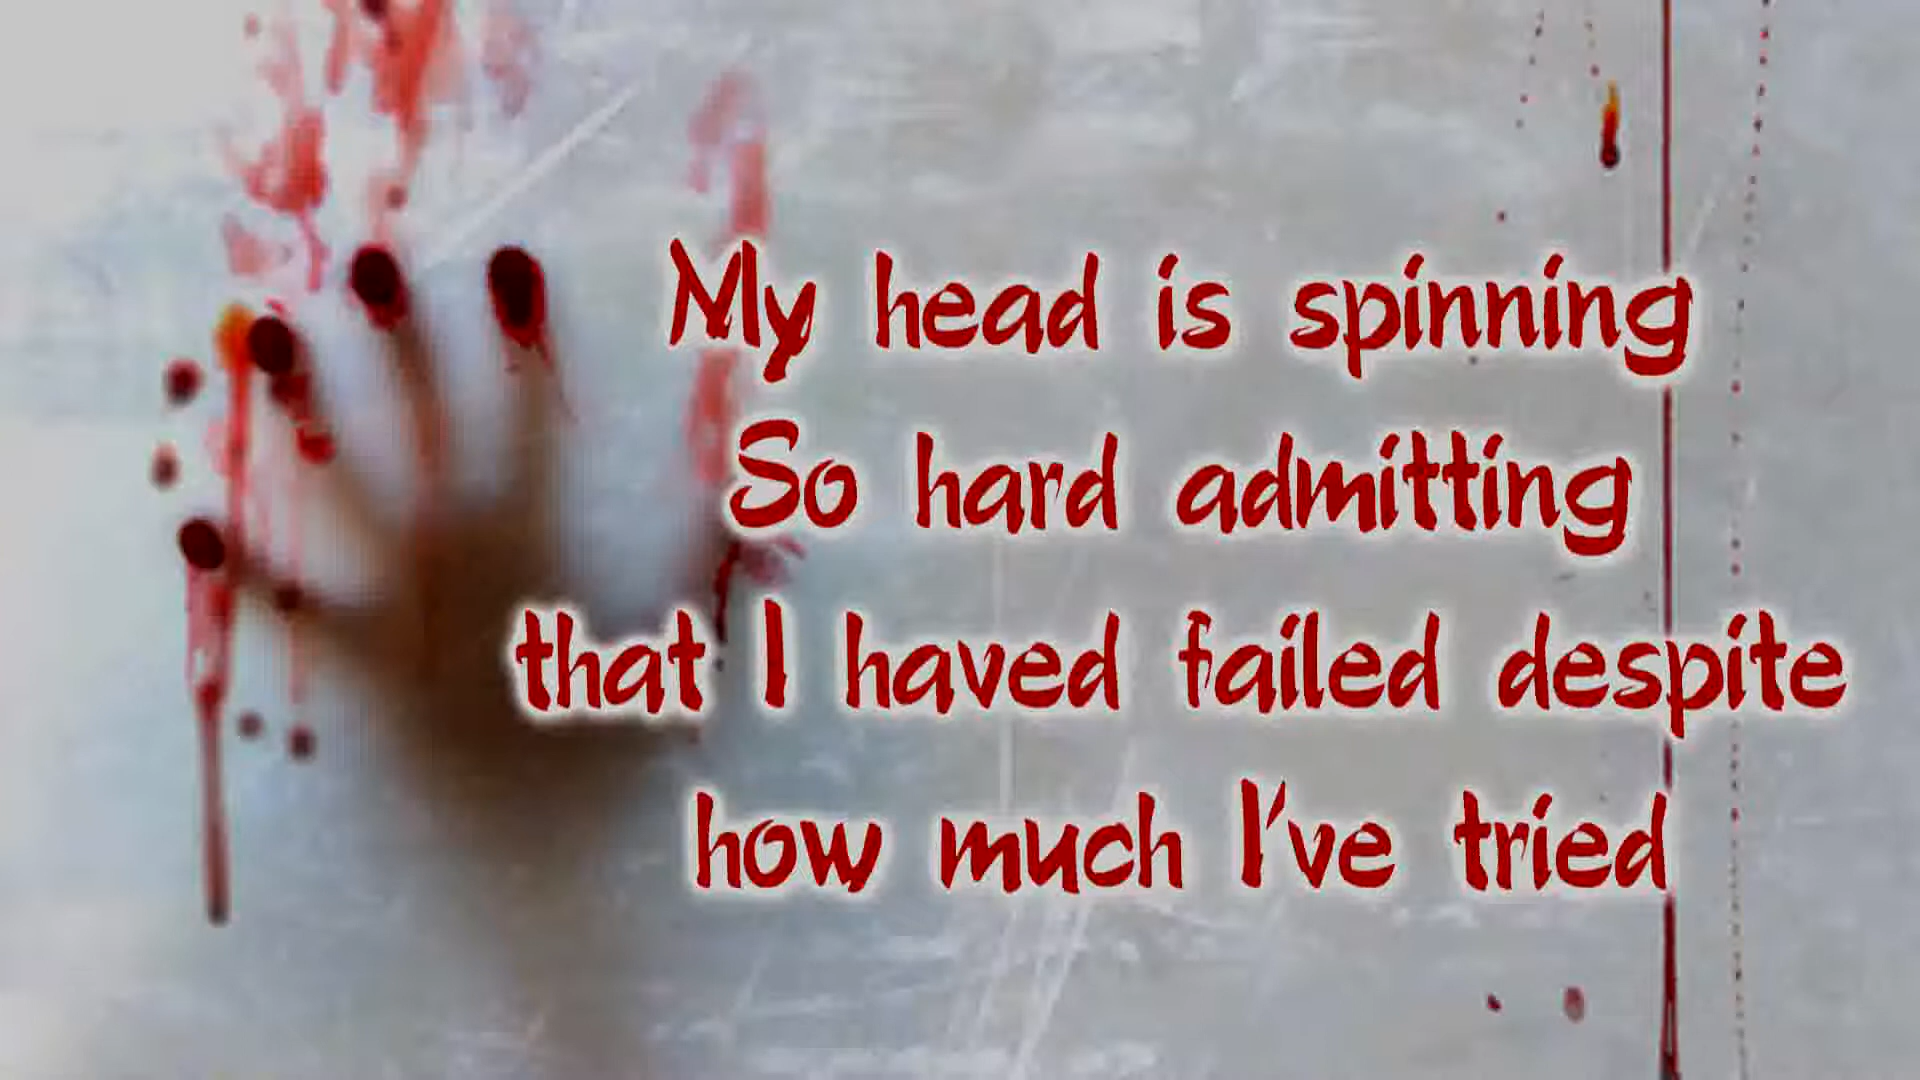 My head is spinning
So hard admitting
that I haved failed despite
how much I've tried